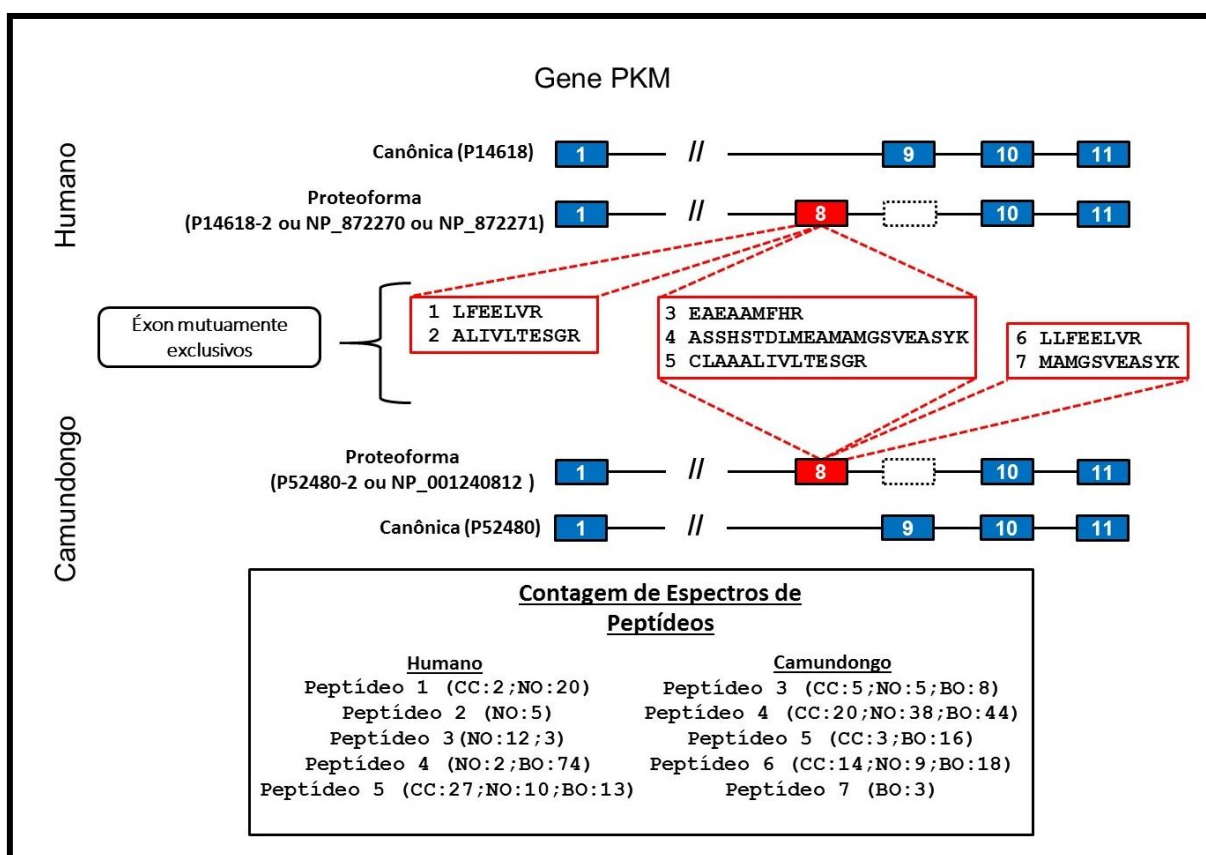 Gene PKM
Humano
Canônica (P14618)
1 // 9 10 11
Proteoforma
(P14618-2 ou NP_872270 ou NP_872271)
1 // 8 10 11
Éxon mutuamente
exclusivos
1 LFEELVR
2 ALIVLTESGR
3 EAEAAMFHR
4 ASSHSTDLMEAMAMGSVEASYK
5 CLAAALIVLTESGR
6 LLFEELVR
7 MAMGSVEASYK
Camundongo
Proteoforma
(P52480-2 ou NP_001240812 )
1 // 8 10 11
Canônica (P52480)
1 // 9 10 11
Contagem de Espectros de
Peptídeos
Humano
Peptídeo 1 (CC:2;NO:20)
Peptídeo 2 (NO:5)
Peptídeo 3(NO:12;3)
Peptídeo 4 (NO:2;BO:74)
Peptídeo 5 (CC:27;NO:10;BO:13)
Camundongo
Peptídeo 3 (CC:5;NO:5;BO:8)
Peptídeo 4 (CC:20;NO:38;BO:44)
Peptídeo 5 (CC:3;BO:16)
Peptídeo 6 (CC:14;NO:9;BO:18)
Peptídeo 7 (BO:3)